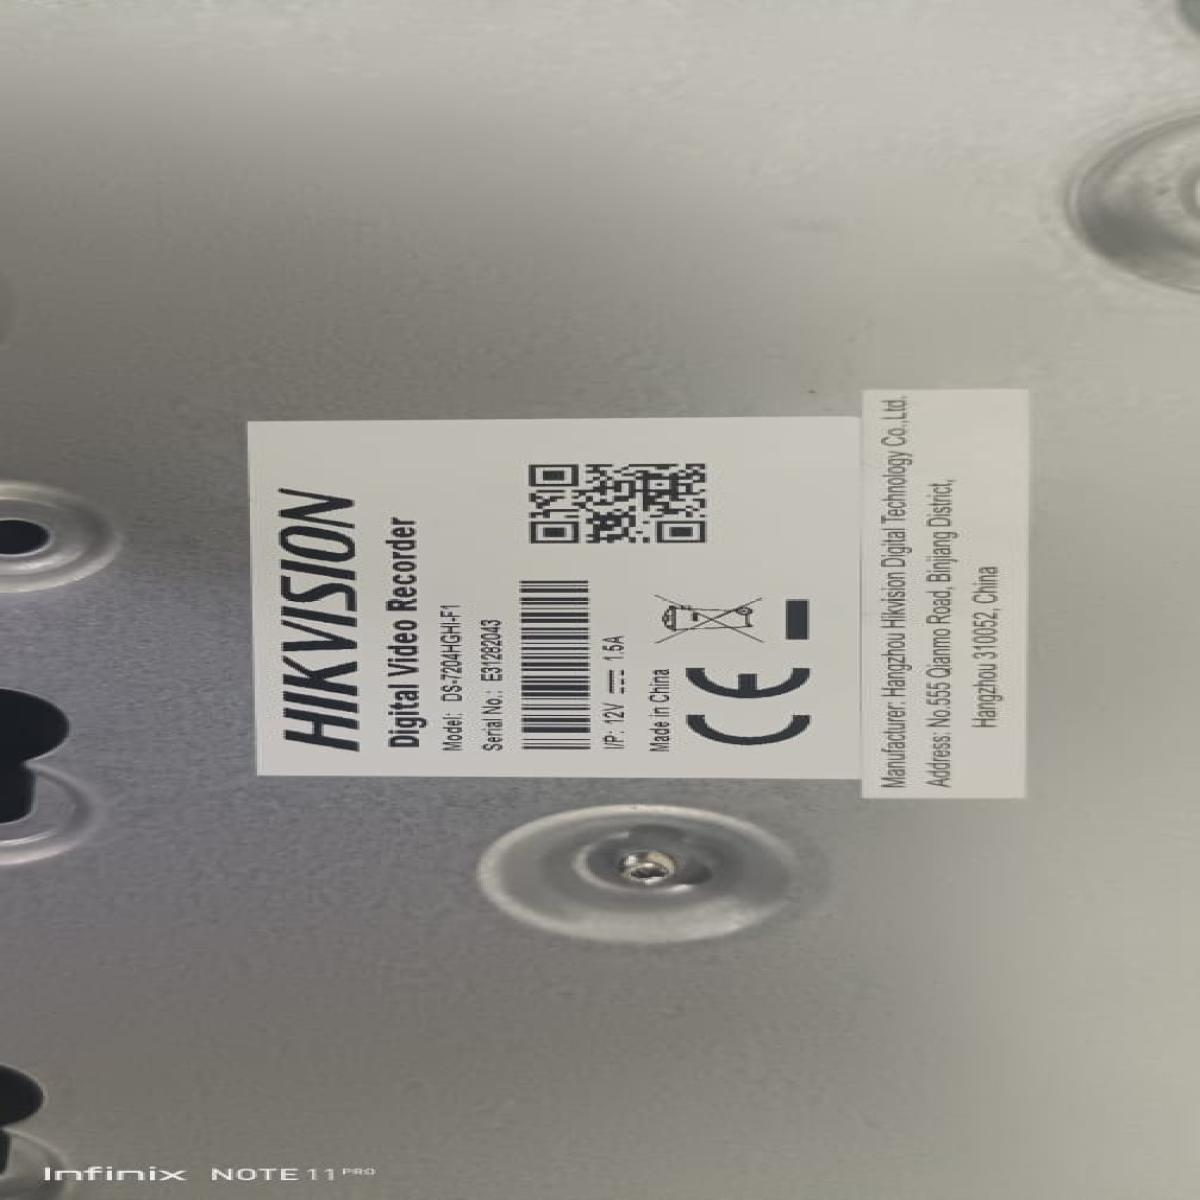 HIKVISION
Digital Video Recorder
Model: DS-7204HGHI-F1
Serial No.: E31282043
I/P: 12V ⎓ 1.5A
Made in China
CE
Manufacturer: Hangzhou Hikvision Digital Technology Co.,Ltd.
Address: No.555 Qianmo Road, Binjiang District,
Hangzhou 310052, China
Infinix NOTE 11 PRO